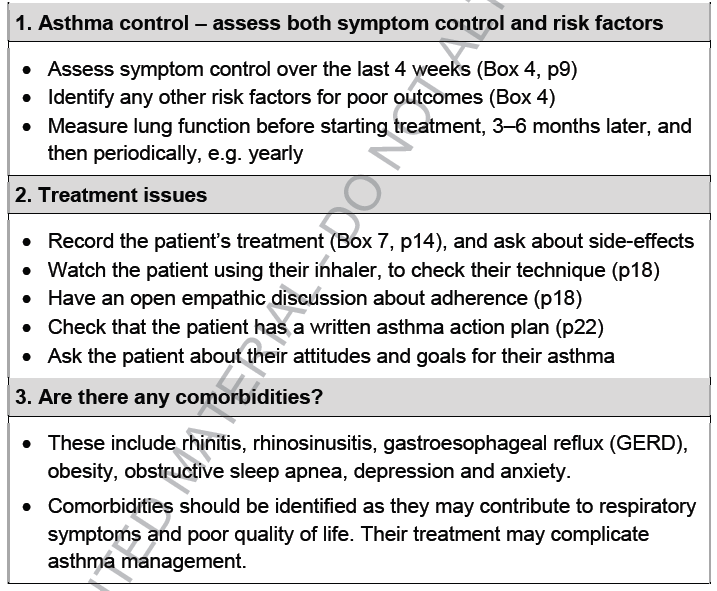 1. Asthma control – assess both symptom control and risk factors
• Assess symptom control over the last 4 weeks (Box 4, p9)
• Identify any other risk factors for poor outcomes (Box 4)
• Measure lung function before starting treatment, 3–6 months later, and
then periodically, e.g. yearly
2. Treatment issues
• Record the patient’s treatment (Box 7, p14), and ask about side-effects
• Watch the patient using their inhaler, to check their technique (p18)
• Have an open empathic discussion about adherence (p18)
• Check that the patient has a written asthma action plan (p22)
• Ask the patient about their attitudes and goals for their asthma
3. Are there any comorbidities?
• These include rhinitis, rhinosinusitis, gastroesophageal reflux (GERD),
obesity, obstructive sleep apnea, depression and anxiety.
• Comorbidities should be identified as they may contribute to respiratory
symptoms and poor quality of life. Their treatment may complicate
asthma management.
MATERIAL - DO NOT